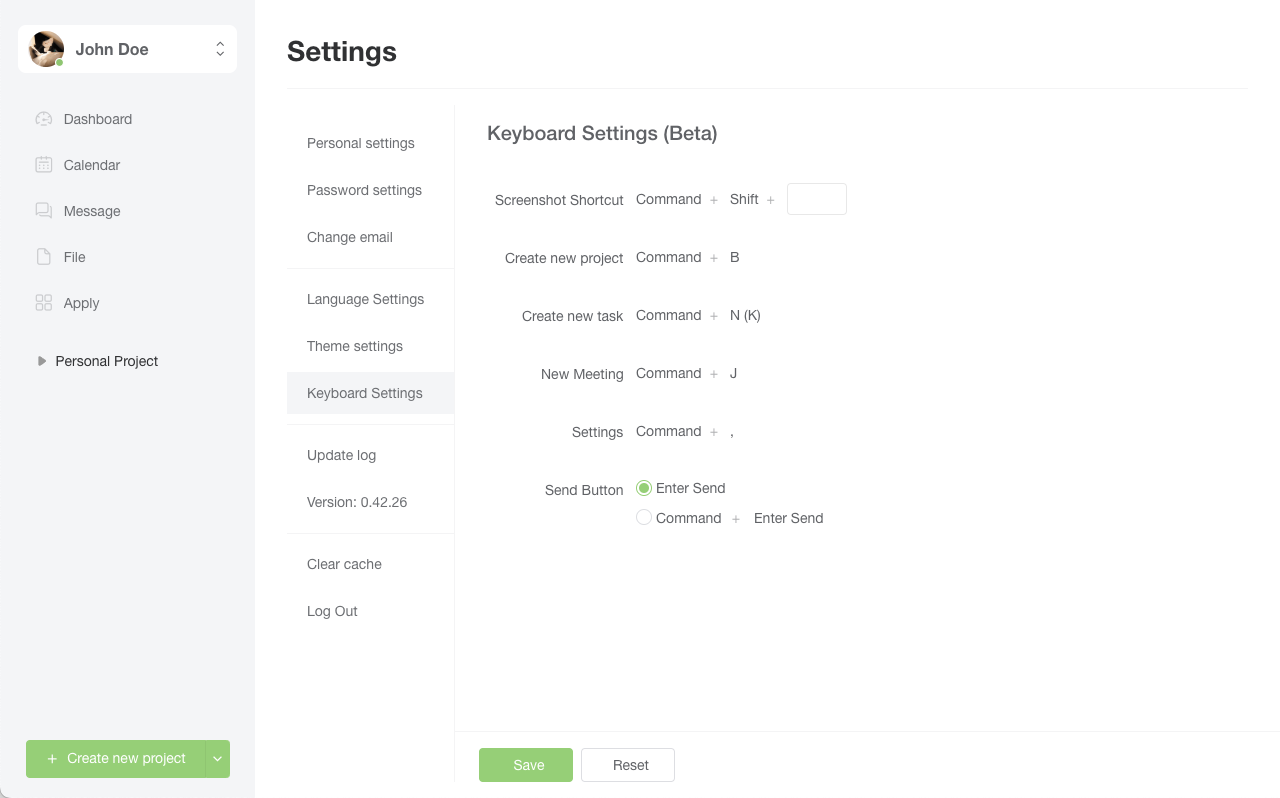 John Doe
Dashboard
Calendar
Message
File
Apply
Personal Project
+ Create new project
Settings
Personal settings
Password settings
Change email
Language Settings
Theme settings
Keyboard Settings
Update log
Version: 0.42.26
Clear cache
Log Out
Keyboard Settings (Beta)
Screenshot Shortcut Command + Shift +
Create new project Command + B
Create new task Command + N (K)
New Meeting Command + J
Settings Command + ,
Send Button Enter Send
Command + Enter Send
Save Reset